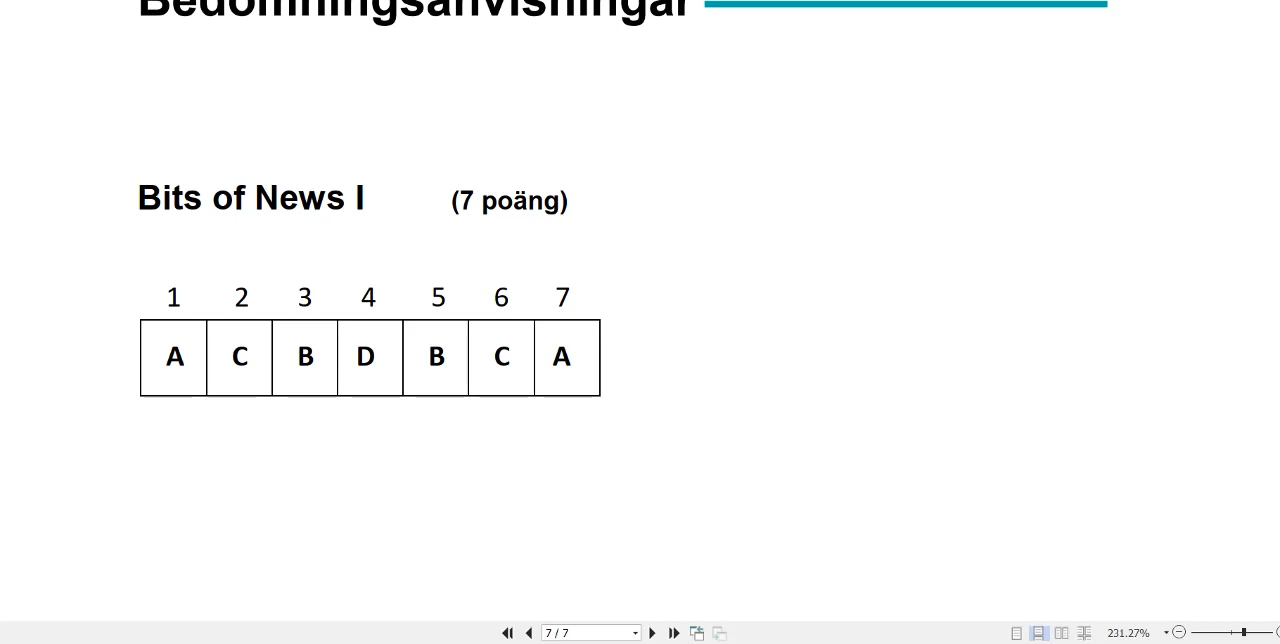 Bedömningsanvisningar
Bits of News I (7 poäng)
1 2 3 4 5 6 7
A C B D B C A
7 / 7
231.27%